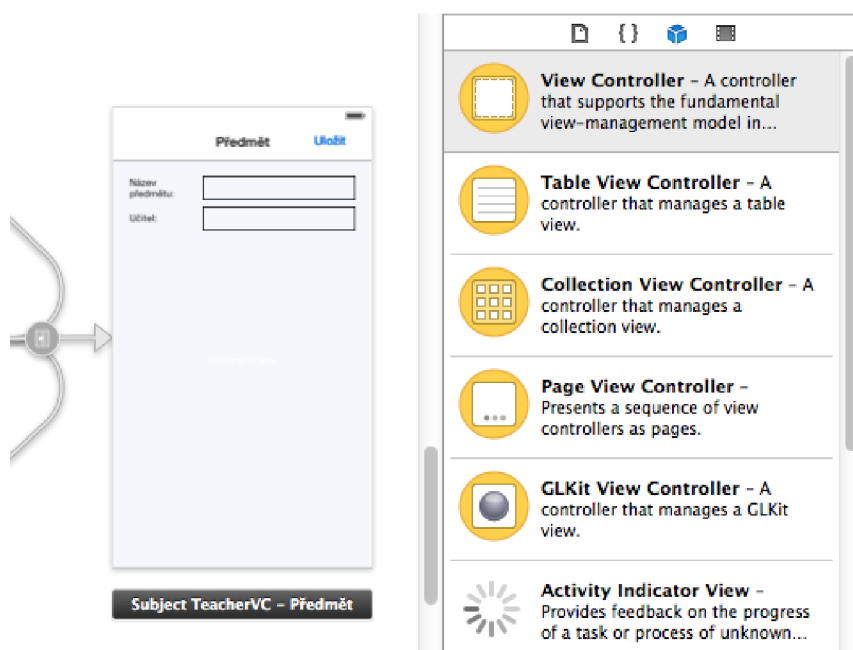 Předmět
Uložit
Název
předmětu:
Učitel:
Subject TeacherVC – Předmět
{ }
View Controller – A controller
that supports the fundamental
view-management model in...
Table View Controller – A
controller that manages a table
view.
Collection View Controller – A
controller that manages a
collection view.
Page View Controller –
Presents a sequence of view
controllers as pages.
GLKit View Controller – A
controller that manages a GLKit
view.
Activity Indicator View –
Provides feedback on the progress
of a task or process of unknown...